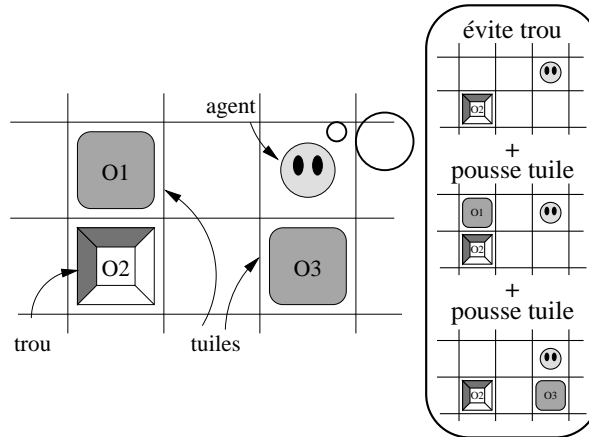 agent
O1
O2
O3
trou
tuiles
évite trou
O2
+
pousse tuile
O1
O2
+
pousse tuile
O2
O3